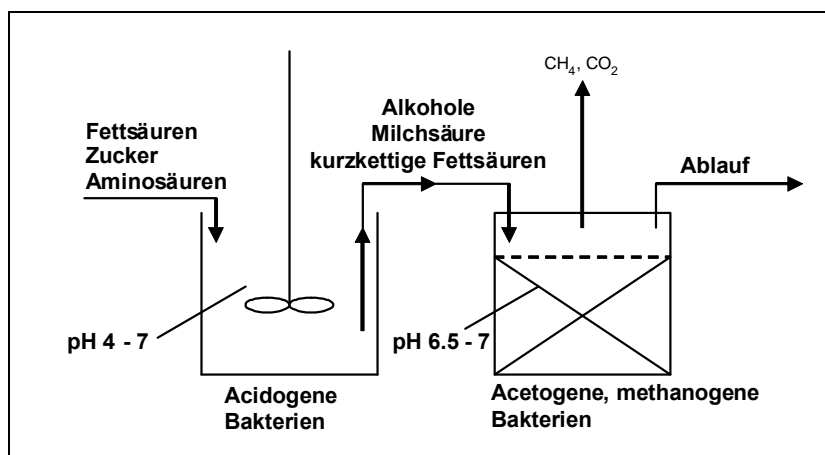 CH4, CO2
Alkohole
Milchsäure
kurzkettige Fettsäuren
Fettsäuren
Zucker
Aminosäuren
Ablauf
pH 4 - 7
pH 6.5 - 7
Acidogene
Bakterien
Acetogene, methanogene
Bakterien